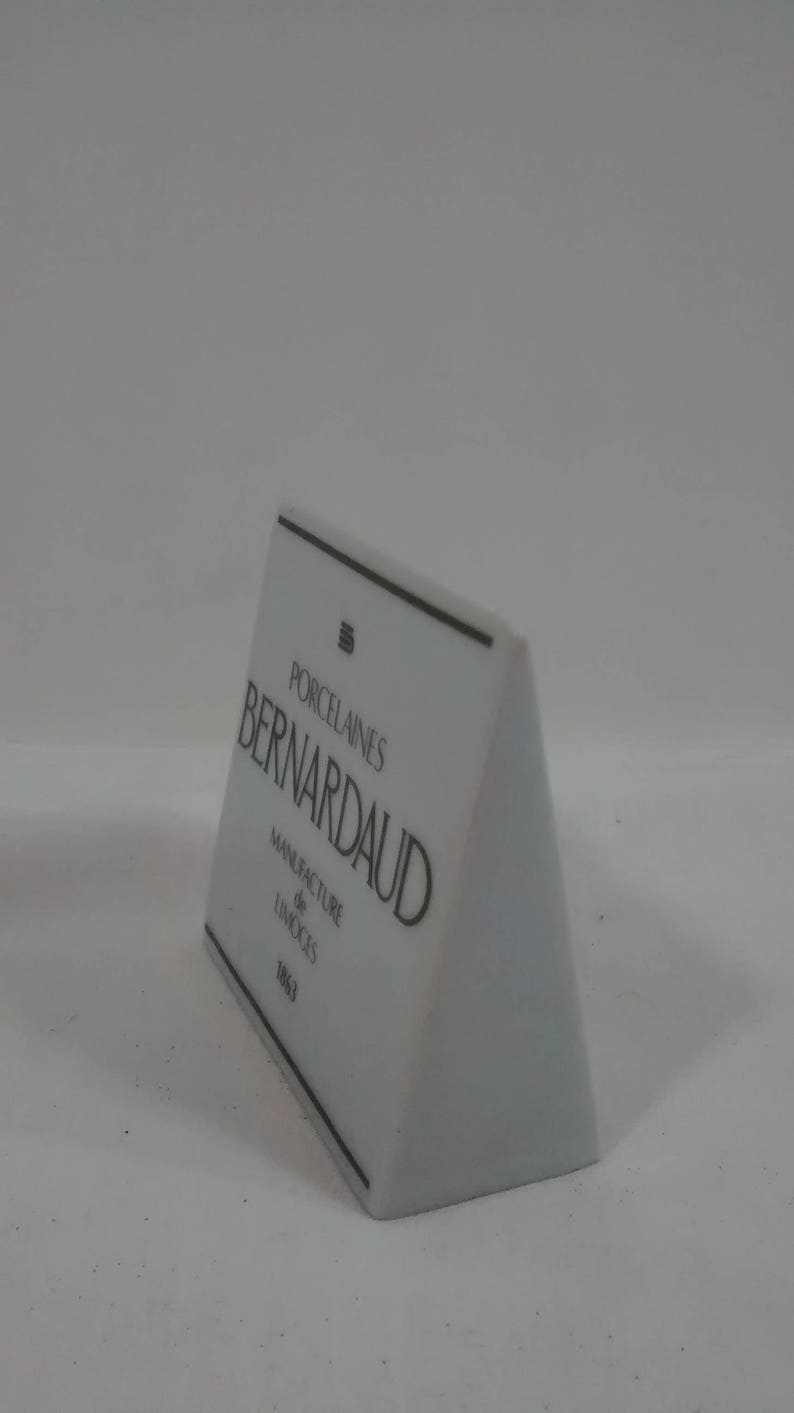 PORCELAINES
BERNARDAUD
MANUFACTURE
de
LIMOGES
1863